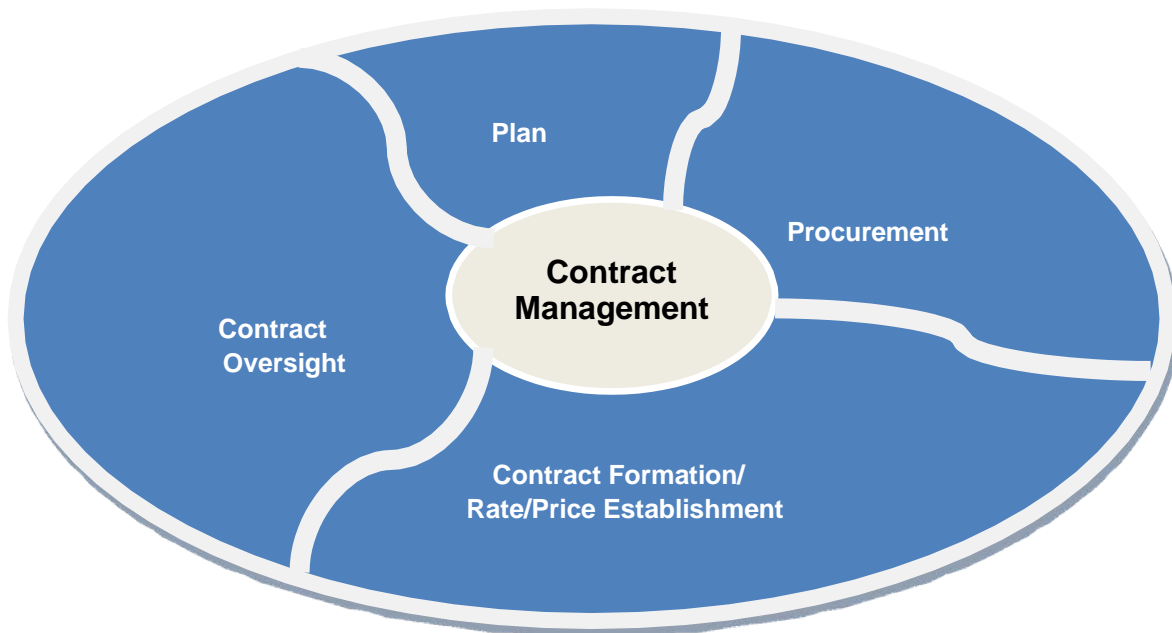 Plan
Procurement
Contract
Management
Contract
Oversight
Contract Formation/
Rate/Price Establishment